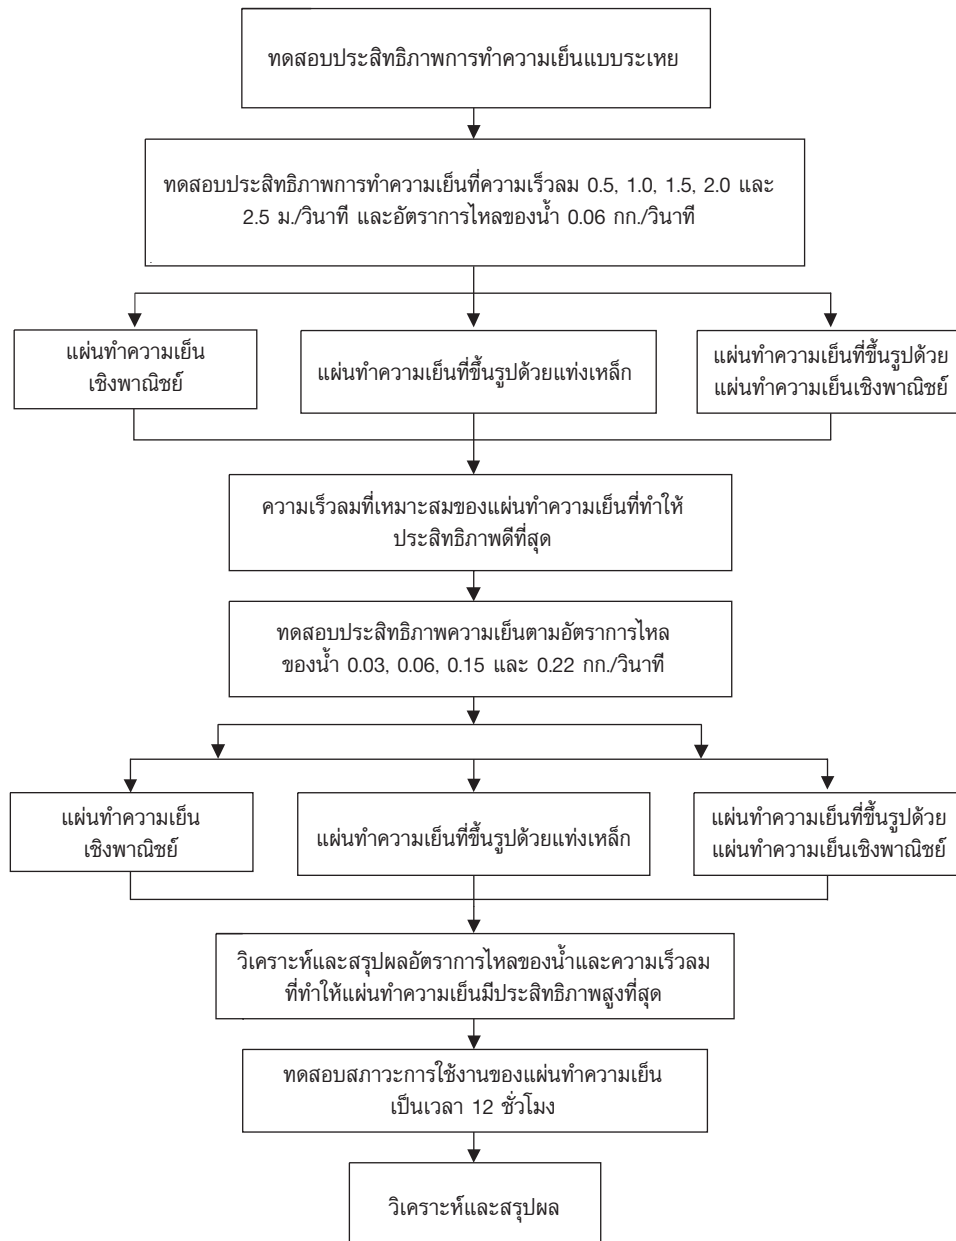 ทดสอบประสิทธิภาพการทำความเย็นแบบระเหย
ทดสอบประสิทธิภาพการทำความเย็นที่ความเร็วลม 0.5, 1.0, 1.5, 2.0 และ
2.5 ม./วินาที และอัตราการไหลของน้ำ 0.06 กก./วินาที
แผ่นทำความเย็น
เชิงพาณิชย์
แผ่นทำความเย็นที่ขึ้นรูปด้วยแท่งเหล็ก
แผ่นทำความเย็นที่ขึ้นรูปด้วย
แผ่นทำความเย็นเชิงพาณิชย์
ความเร็วลมที่เหมาะสมของแผ่นทำความเย็นที่ทำให้
ประสิทธิภาพดีที่สุด
ทดสอบประสิทธิภาพความเย็นตามอัตราการไหล
ของน้ำ 0.03, 0.06, 0.15 และ 0.22 กก./วินาที
แผ่นทำความเย็น
เชิงพาณิชย์
แผ่นทำความเย็นที่ขึ้นรูปด้วยแท่งเหล็ก
แผ่นทำความเย็นที่ขึ้นรูปด้วย
แผ่นทำความเย็นเชิงพาณิชย์
วิเคราะห์และสรุปผลอัตราการไหลของน้ำและความเร็วลม
ที่ทำให้แผ่นทำความเย็นมีประสิทธิภาพสูงที่สุด
ทดสอบสภาวะการใช้งานของแผ่นทำความเย็น
เป็นเวลา 12 ชั่วโมง
วิเคราะห์และสรุปผล